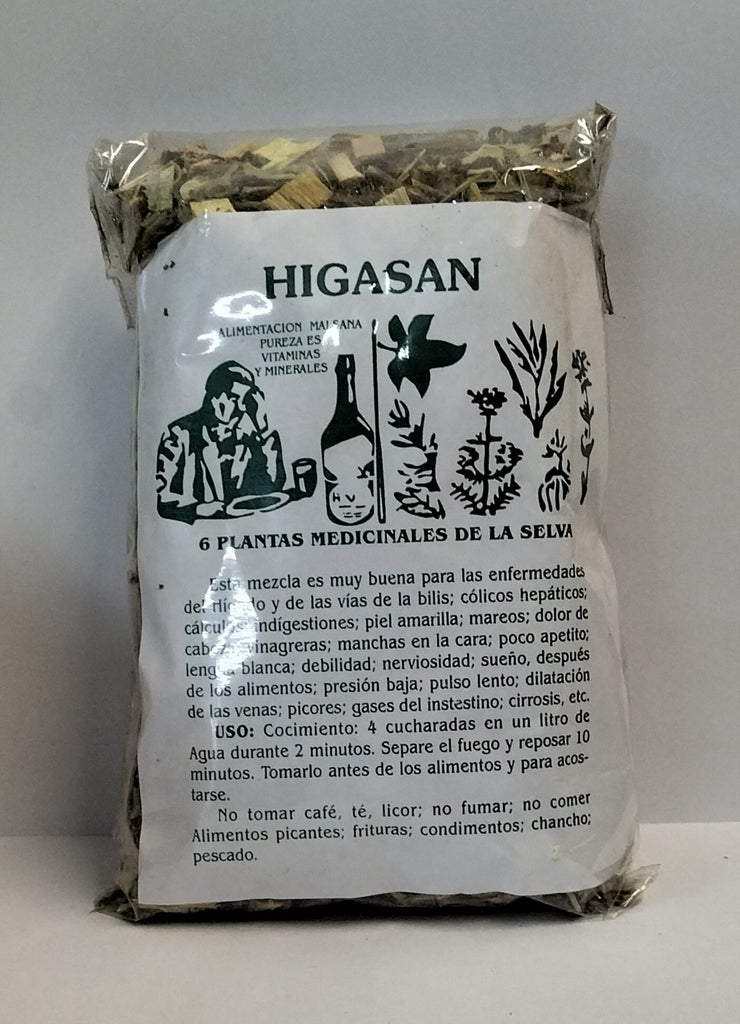 HIGASAN
ALIMENTACION MALSANA
PUREZA ES
VITAMINAS
Y MINERALES
H V
6 PLANTAS MEDICINALES DE LA SELVA
Esta mezcla es muy buena para las enfermedades
del Hígado y de las vías de la bilis; cólicos hepáticos;
cálculos; indígestiones; piel amarilla; mareos; dolor de
cabeza; vinagreras; manchas en la cara; poco apetito;
lengua blanca; debilidad; nerviosidad; sueño, después
de los alimentos; presión baja; pulso lento; dilatación
de las venas; picores; gases del instestino; cirrosis, etc.
USO: Cocimiento: 4 cucharadas en un litro de
Agua durante 2 minutos. Separe el fuego y reposar 10
minutos. Tomarlo antes de los alimentos y para acos-
tarse.
No tomar café, té, licor; no fumar; no comer
Alimentos picantes; frituras; condimentos; chancho;
pescado.